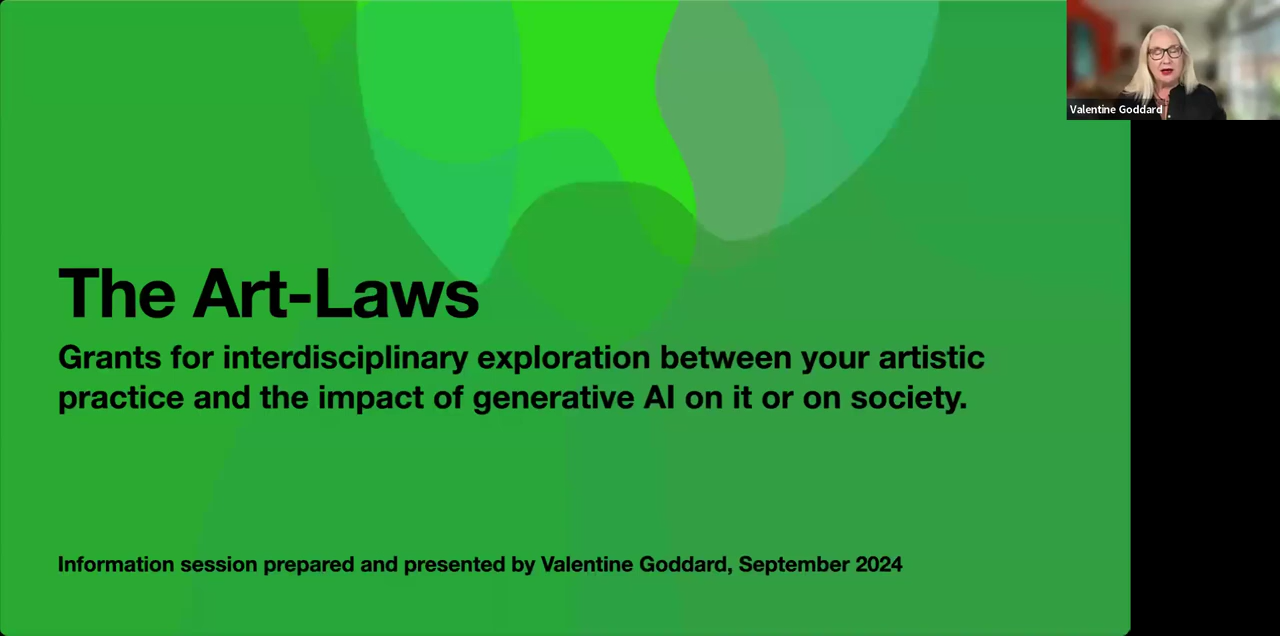 Valentine Goddard
The Art-Laws
Grants for interdisciplinary exploration between your artistic
practice and the impact of generative AI on it or on society.
Information session prepared and presented by Valentine Goddard, September 2024